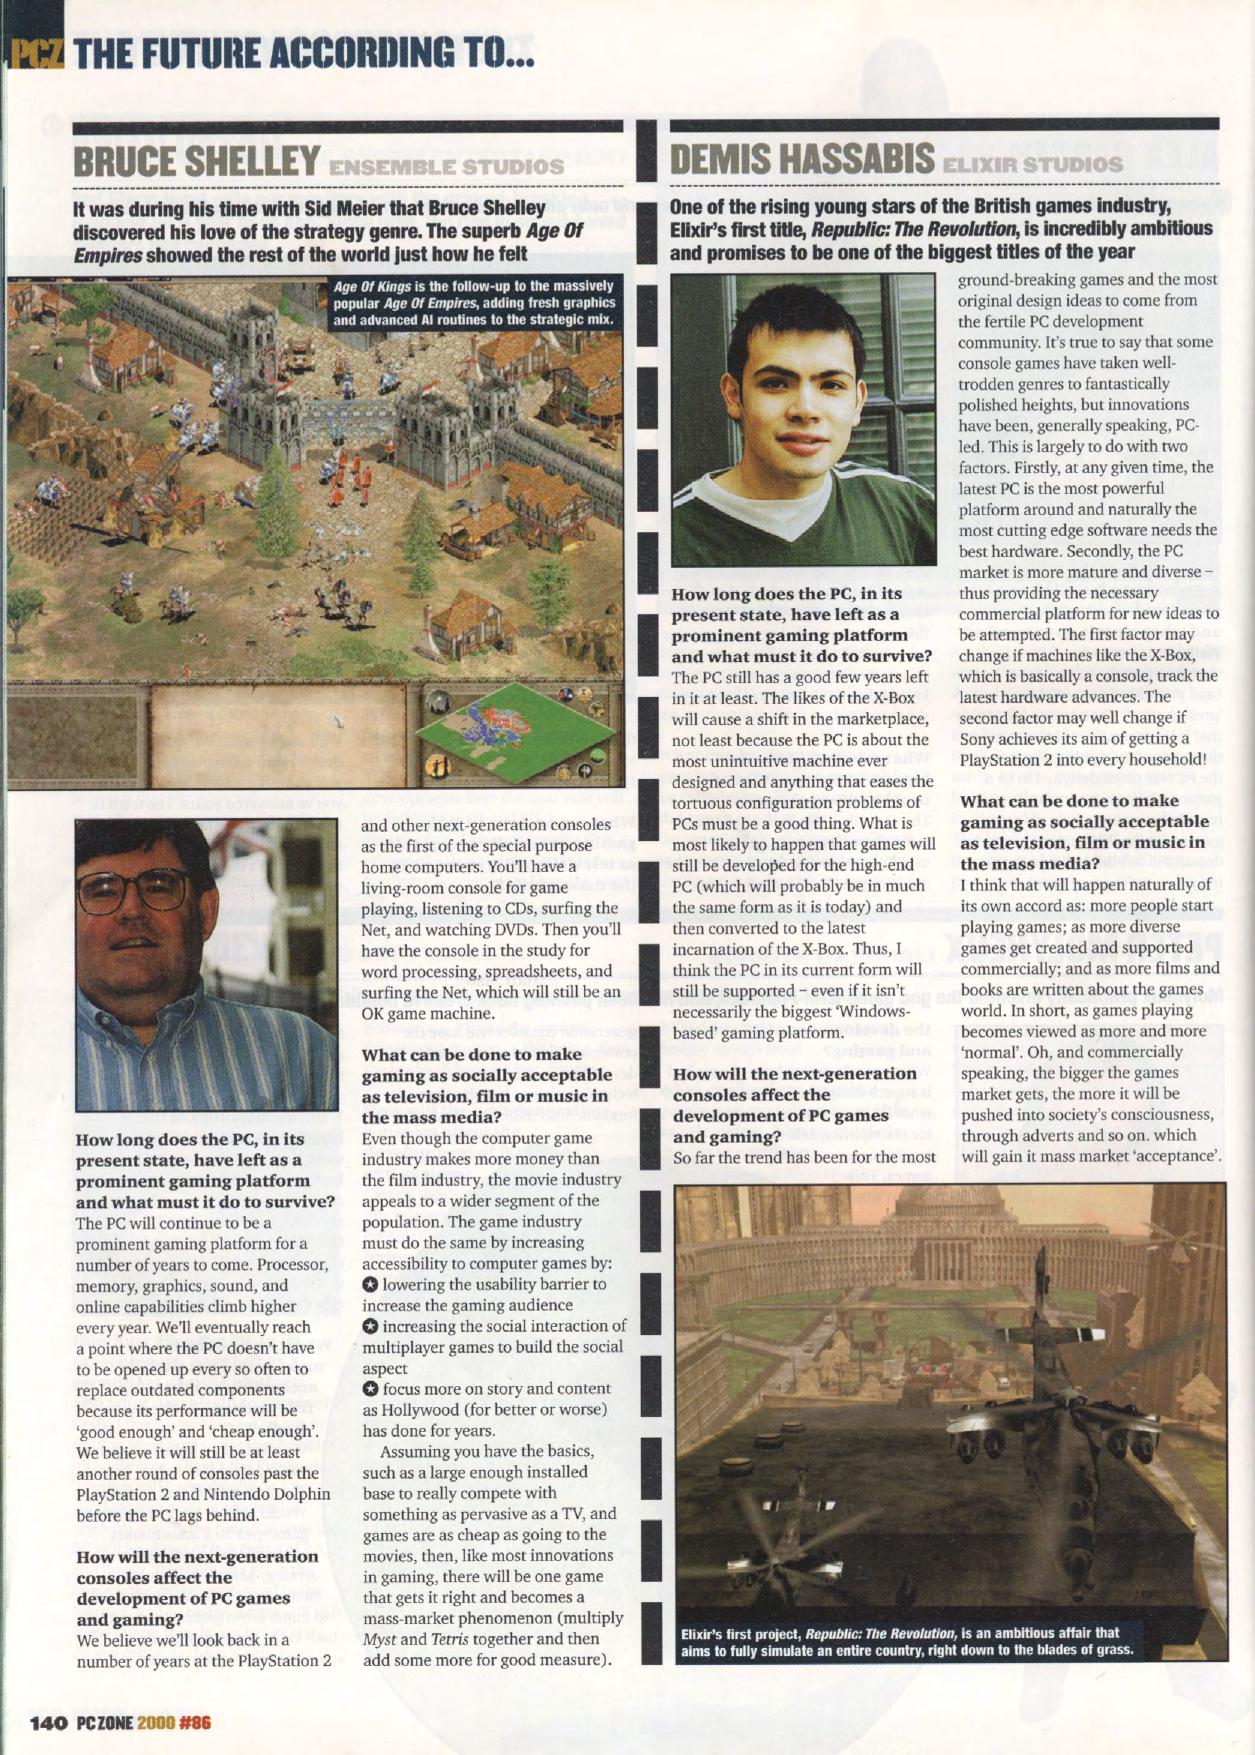 PCZ THE FUTURE ACCORDING TO...
BRUCE SHELLEY ENSEMBLE STUDIOS
It was during his time with Sid Meier that Bruce Shelley
discovered his love of the strategy genre. The superb Age Of
Empires showed the rest of the world just how he felt
Age Of Kings is the follow-up to the massively
popular Age Of Empires, adding fresh graphics
and advanced AI routines to the strategic mix.
How long does the PC, in its
present state, have left as a
prominent gaming platform
and what must it do to survive?
The PC will continue to be a
prominent gaming platform for a
number of years to come. Processor,
memory, graphics, sound, and
online capabilities climb higher
every year. We'll eventually reach
a point where the PC doesn't have
to be opened up every so often to
replace outdated components
because its performance will be
'good enough' and 'cheap enough'.
We believe it will still be at least
another round of consoles past the
PlayStation 2 and Nintendo Dolphin
before the PC lags behind.
How will the next-generation
consoles affect the
development of PC games
and gaming?
We believe we'll look back in a
number of years at the PlayStation 2
and other next-generation consoles
as the first of the special purpose
home computers. You'll have a
living-room console for game
playing, listening to CDs, surfing the
Net, and watching DVDs. Then you'll
have the console in the study for
word processing, spreadsheets, and
surfing the Net, which will still be an
OK game machine.
What can be done to make
gaming as socially acceptable
as television, film or music in
the mass media?
Even though the computer game
industry makes more money than
the film industry, the movie industry
appeals to a wider segment of the
population. The game industry
must do the same by increasing
accessibility to computer games by:
✪ lowering the usability barrier to
increase the gaming audience
✪ increasing the social interaction of
multiplayer games to build the social
aspect
✪ focus more on story and content
as Hollywood (for better or worse)
has done for years.
Assuming you have the basics,
such as a large enough installed
base to really compete with
something as pervasive as a TV, and
games are as cheap as going to the
movies, then, like most innovations
in gaming, there will be one game
that gets it right and becomes a
mass-market phenomenon (multiply
Myst and Tetris together and then
add some more for good measure).
DEMIS HASSABIS ELIXIR STUDIOS
One of the rising young stars of the British games industry,
Elixir's first title, Republic: The Revolution, is incredibly ambitious
and promises to be one of the biggest titles of the year
How long does the PC, in its
present state, have left as a
prominent gaming platform
and what must it do to survive?
The PC still has a good few years left
in it at least. The likes of the X-Box
will cause a shift in the marketplace,
not least because the PC is about the
most unintuitive machine ever
designed and anything that eases the
tortuous configuration problems of
PCs must be a good thing. What is
most likely to happen that games will
still be developed for the high-end
PC (which will probably be in much
the same form as it is today) and
then converted to the latest
incarnation of the X-Box. Thus, I
think the PC in its current form will
still be supported – even if it isn't
necessarily the biggest 'Windows-
based' gaming platform.
How will the next-generation
consoles affect the
development of PC games
and gaming?
So far the trend has been for the most
ground-breaking games and the most
original design ideas to come from
the fertile PC development
community. It's true to say that some
console games have taken well-
trodden genres to fantastically
polished heights, but innovations
have been, generally speaking, PC-
led. This is largely to do with two
factors. Firstly, at any given time, the
latest PC is the most powerful
platform around and naturally the
most cutting edge software needs the
best hardware. Secondly, the PC
market is more mature and diverse –
thus providing the necessary
commercial platform for new ideas to
be attempted. The first factor may
change if machines like the X-Box,
which is basically a console, track the
latest hardware advances. The
second factor may well change if
Sony achieves its aim of getting a
PlayStation 2 into every household!
What can be done to make
gaming as socially acceptable
as television, film or music in
the mass media?
I think that will happen naturally of
its own accord as: more people start
playing games; as more diverse
games get created and supported
commercially; and as more films and
books are written about the games
world. In short, as games playing
becomes viewed as more and more
'normal'. Oh, and commercially
speaking, the bigger the games
market gets, the more it will be
pushed into society's consciousness,
through adverts and so on. which
will gain it mass market 'acceptance'.
Elixir's first project, Republic: The Revolution, is an ambitious affair that
aims to fully simulate an entire country, right down to the blades of grass.
140 PC ZONE 2000 #86